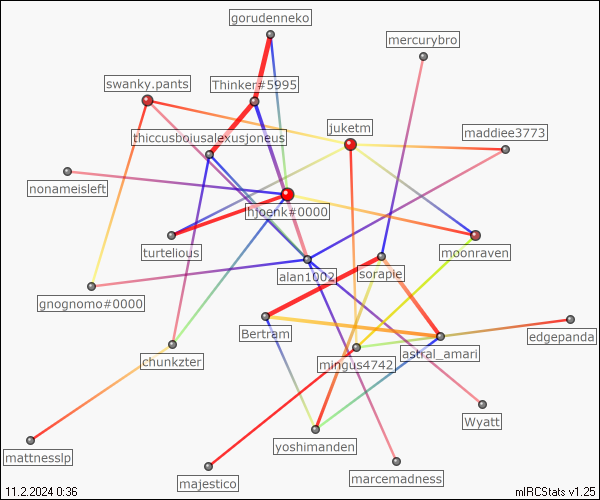 gorudenneko
mercurybro
swanky.pants
Thinker#5995
juketm
maddiee3773
thiccusbojusalexusjoneus
nonameisleft
hjoenk#0000
turtelious
moonraven
alan1002
sorapie
gnognomo#0000
Bertram
edgepanda
astral_amari
chunkzter
mingus4742
Wyatt
yoshimanden
mattnesslp
majestico
marcemadness
11.2.2024 0:36
mIRCStats v1.25